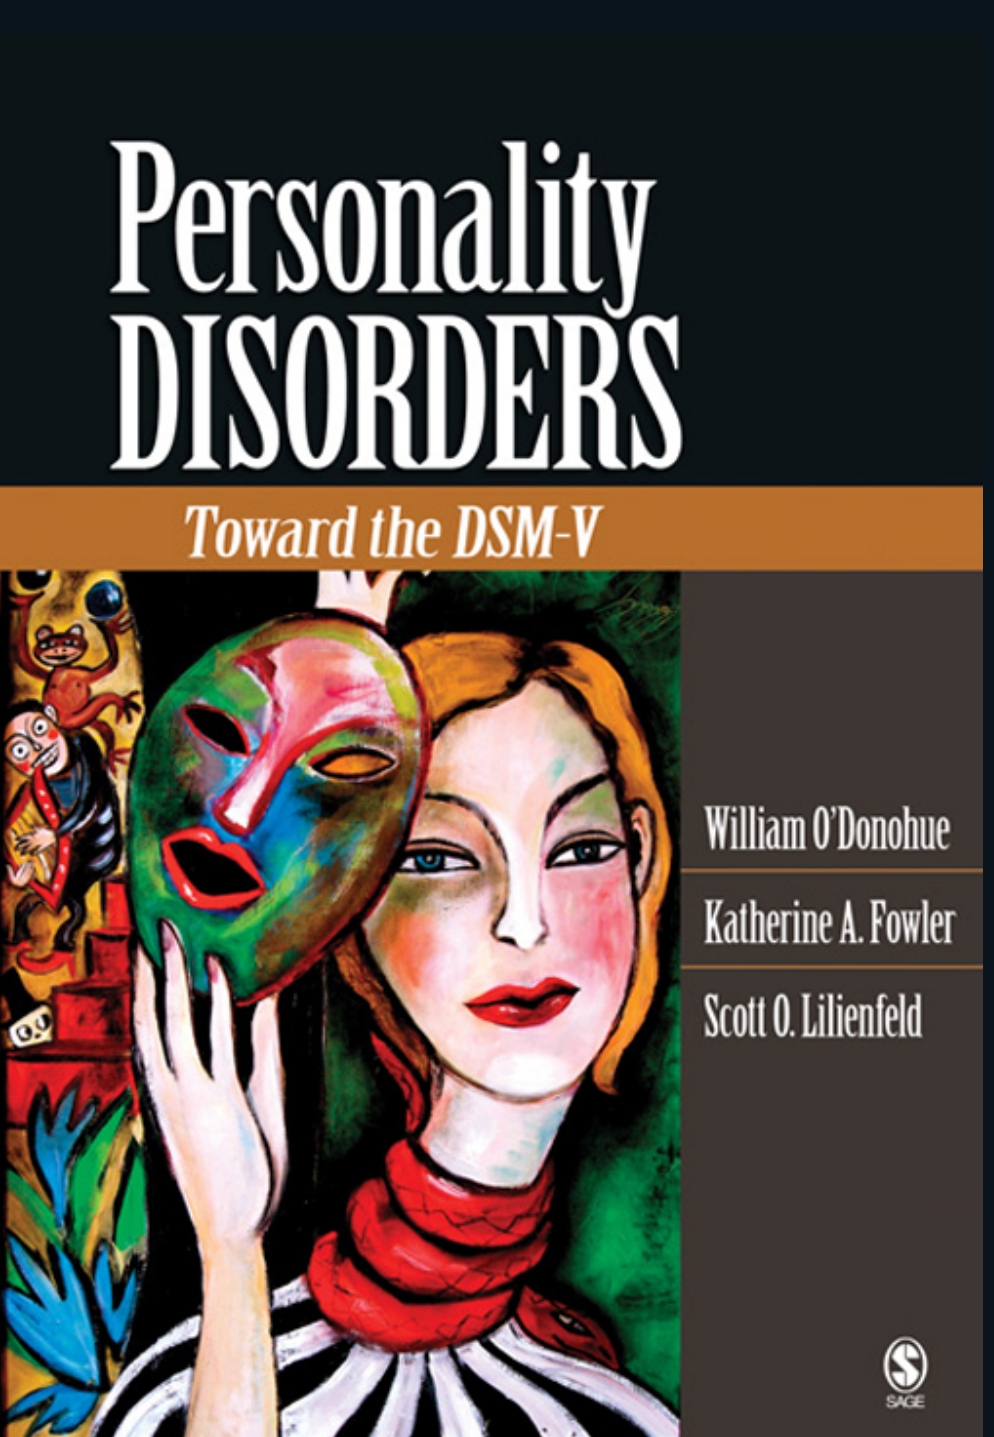 Personality
DISORDERS
Toward the DSM-V
William O'Donohue
Katherine A. Fowler
Scott O. Lilienfeld
S
SAGE